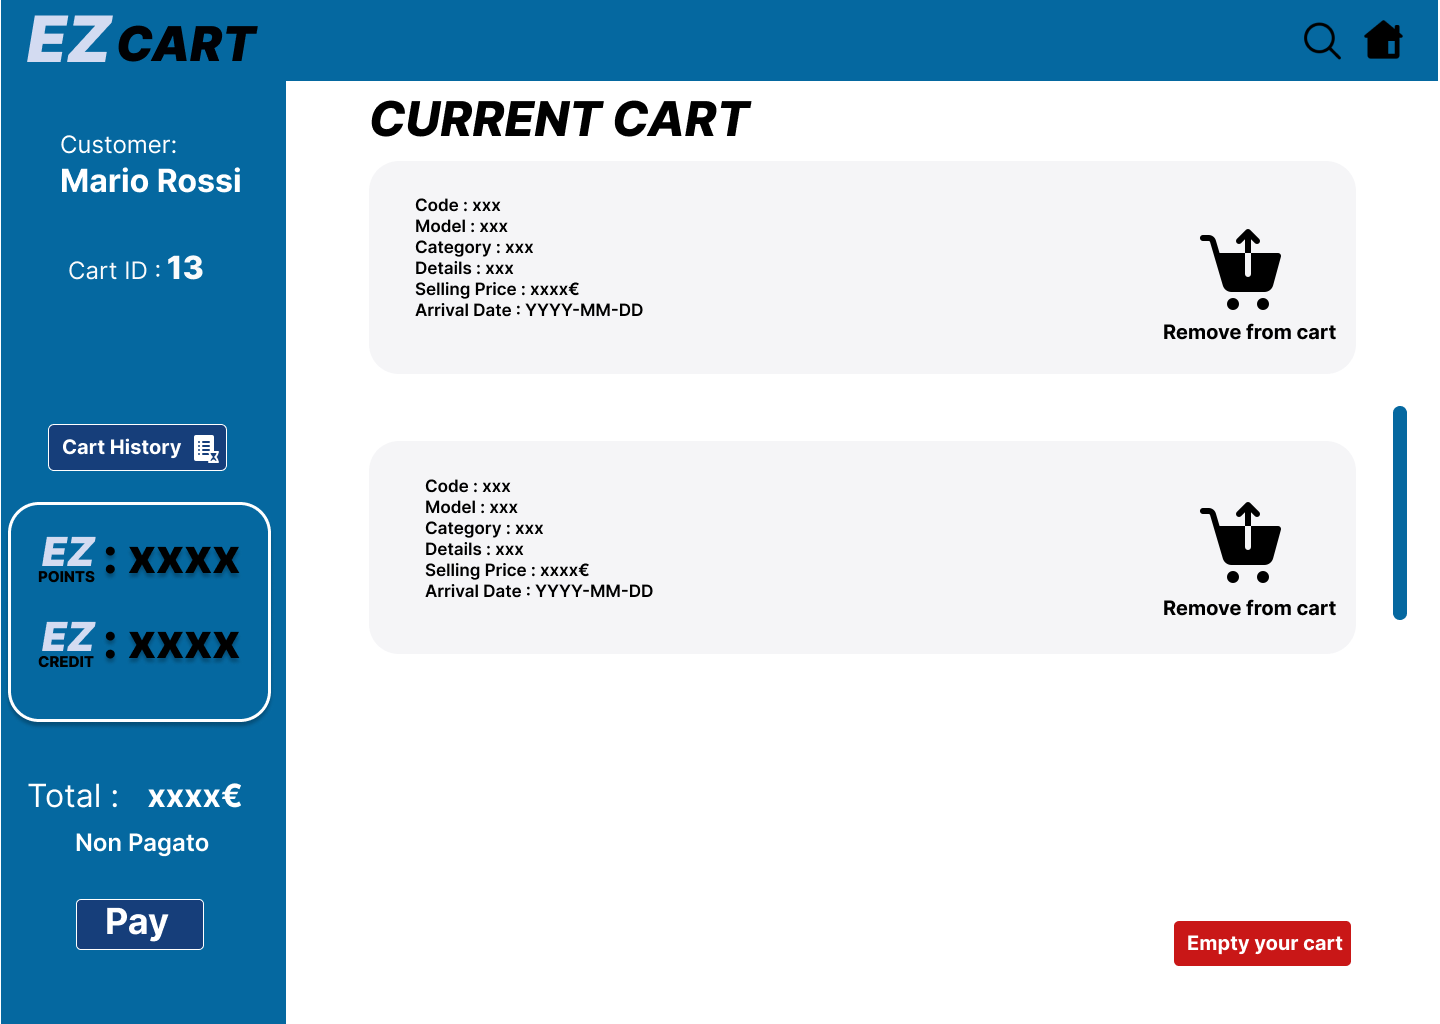 EZ CART
Customer:
Mario Rossi
Cart ID : 13
Cart History
EZ POINTS : xxxx
EZ CREDIT : xxxx
Total : xxxx€
Non Pagato
Pay
CURRENT CART
Code : xxx
Model : xxx
Category : xxx
Details : xxx
Selling Price : xxxx€
Arrival Date : YYYY-MM-DD
Remove from cart
Code : xxx
Model : xxx
Category : xxx
Details : xxx
Selling Price : xxxx€
Arrival Date : YYYY-MM-DD
Remove from cart
Empty your cart